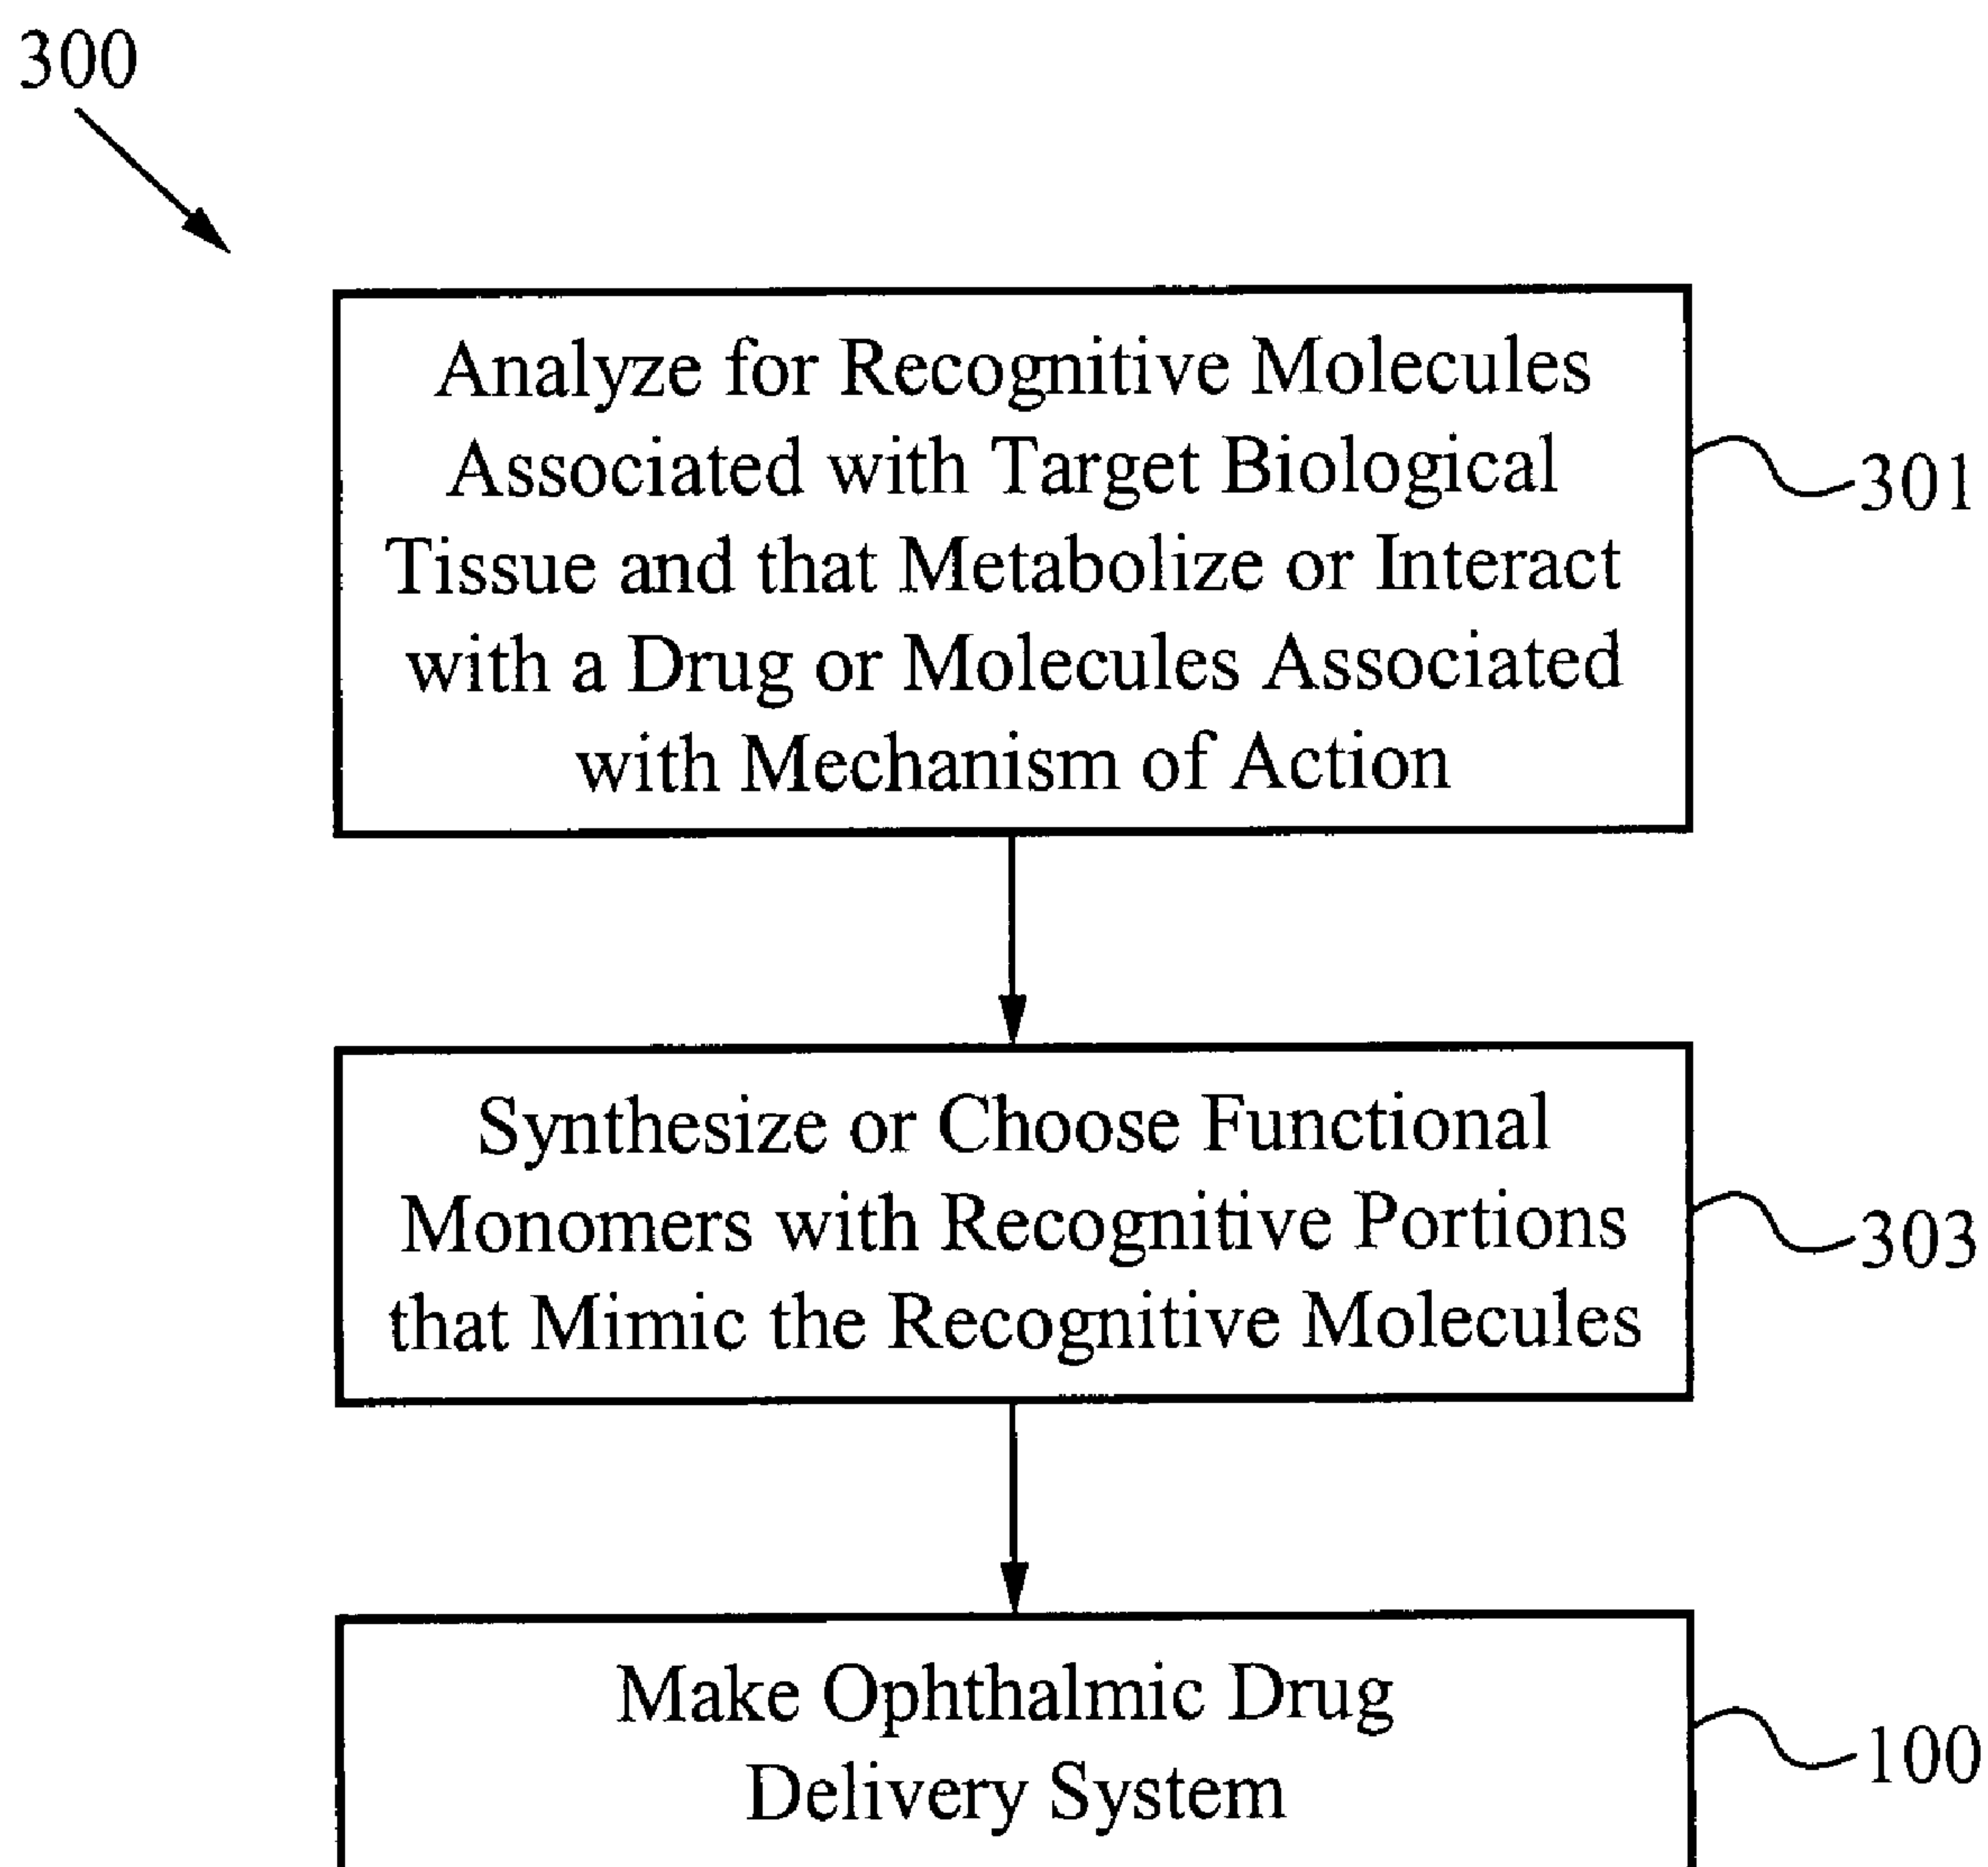 300
Analyze for Recognitive Molecules
Associated with Target Biological
Tissue and that Metabolize or Interact
with a Drug or Molecules Associated
with Mechanism of Action
301
Synthesize or Choose Functional
Monomers with Recognitive Portions
that Mimic the Recognitive Molecules
303
Make Ophthalmic Drug
Delivery System
100